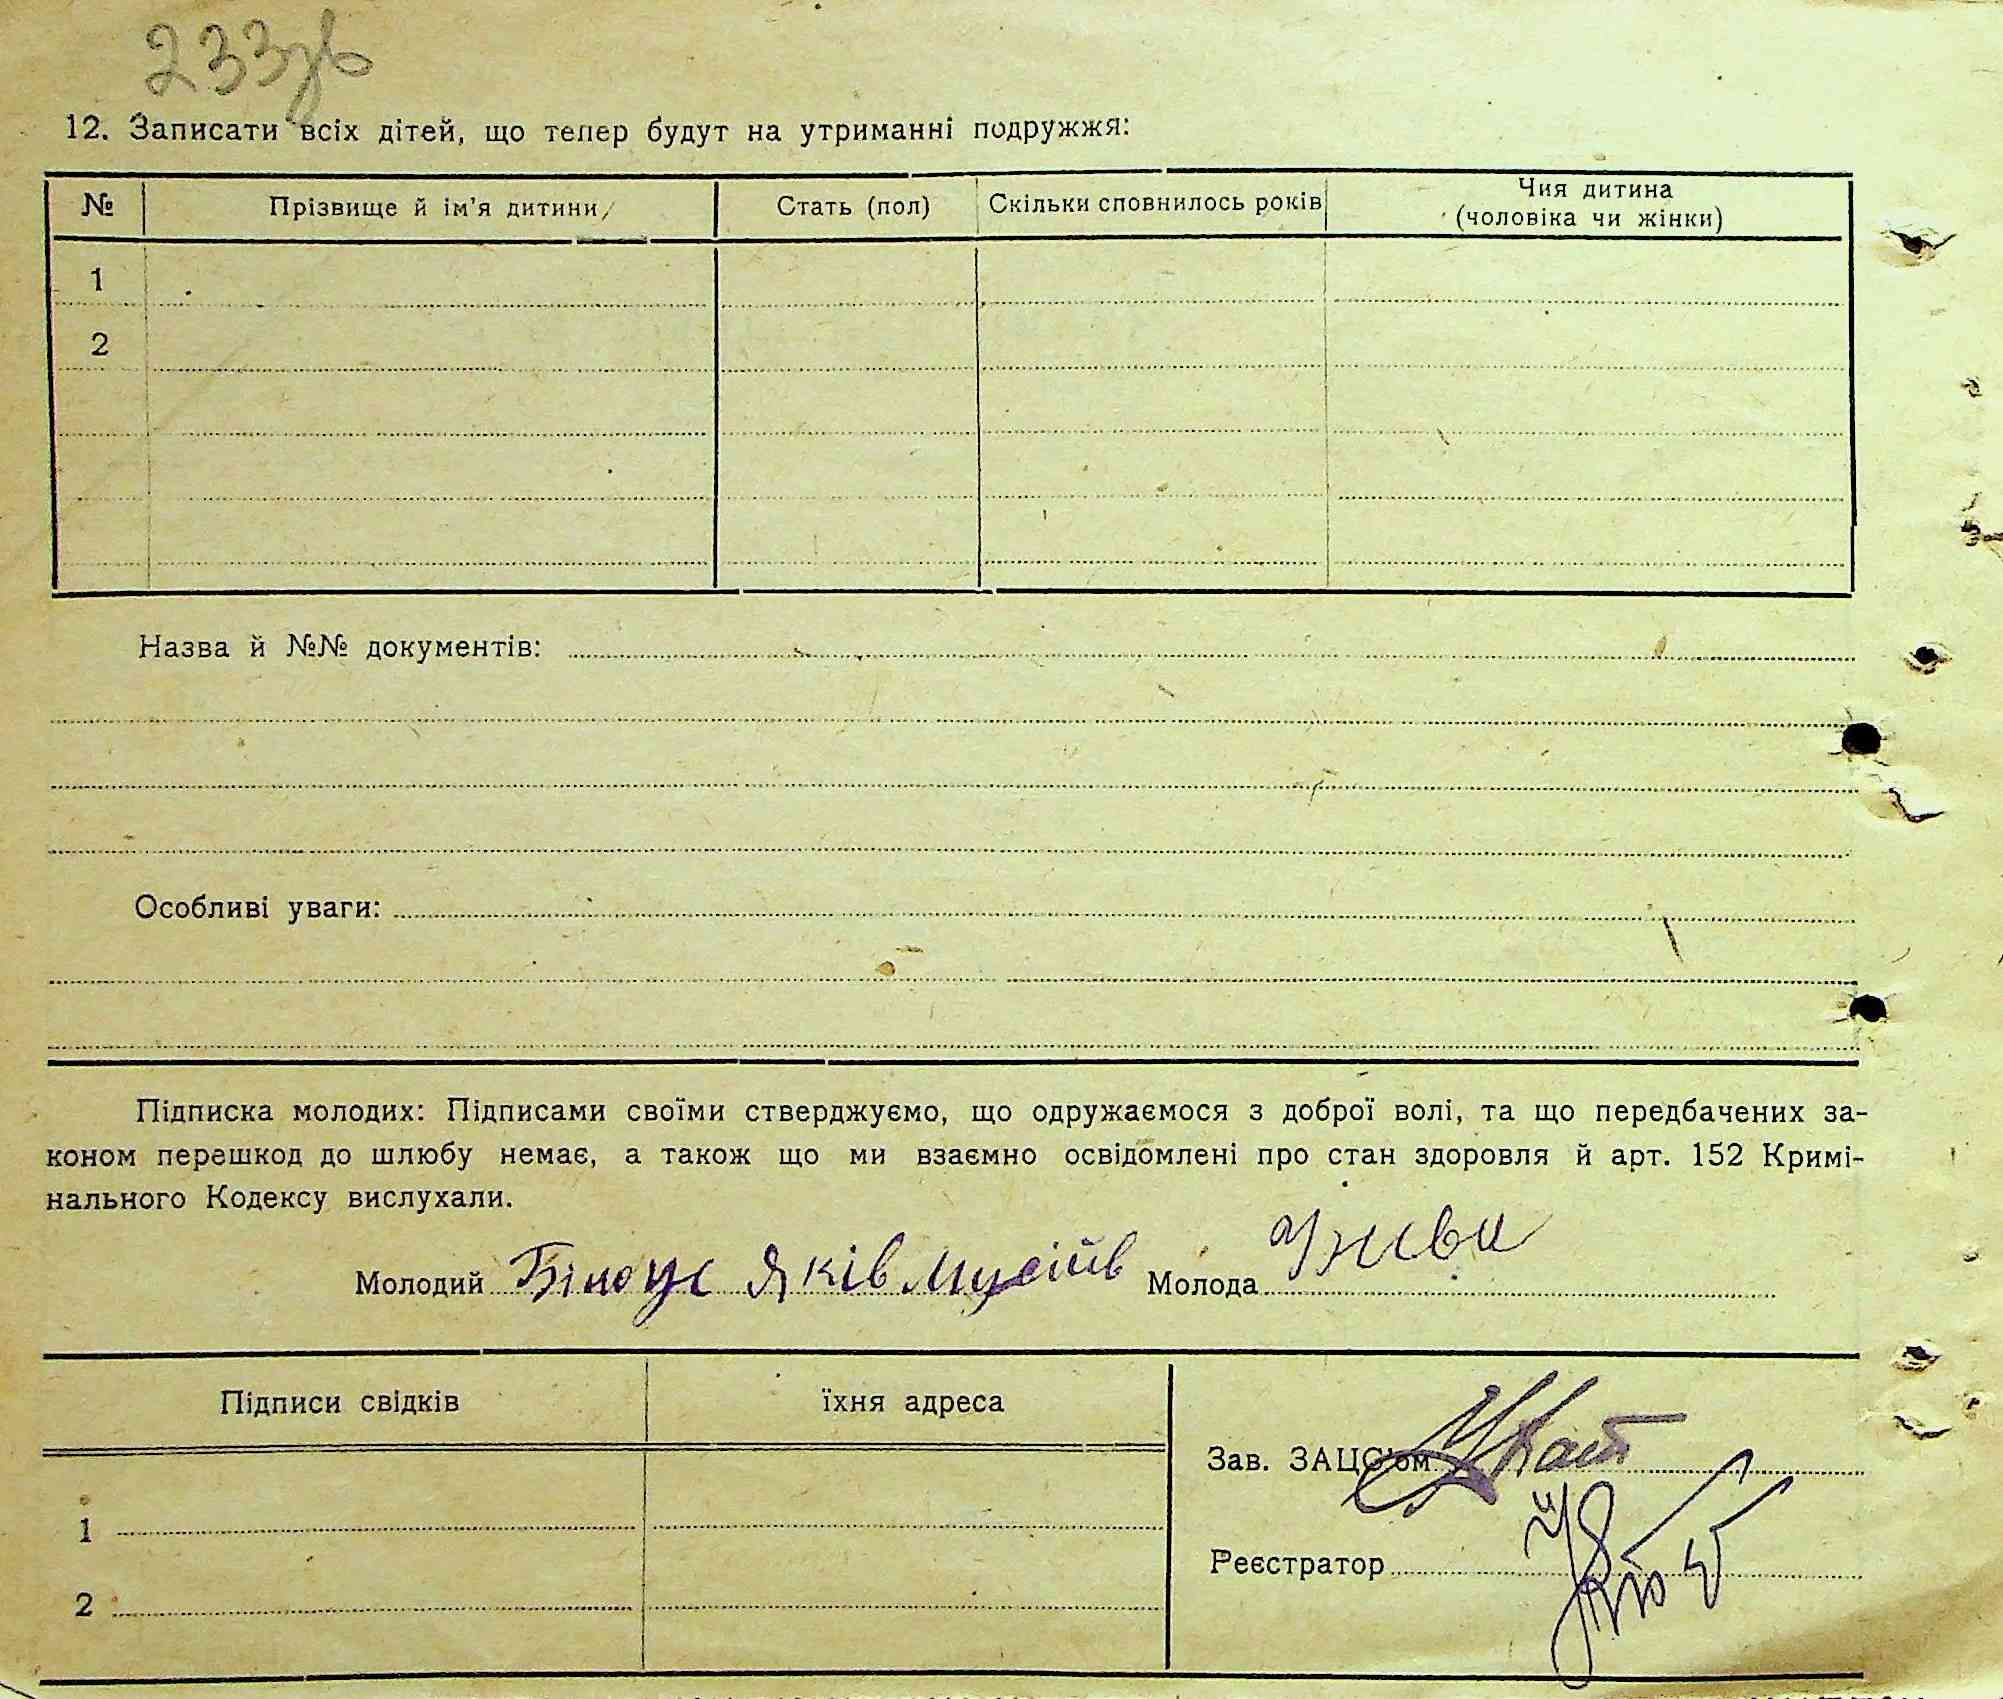 233зв
12. Записати всіх дітей, що тепер будут на утриманні подружжя:
№ Прізвище й ім'я дитини Стать (пол) Скільки сповнилось років Чия дитина
(чоловіка чи жінки)
1
2
Назва й №№ документів:
Особливі уваги:
Підписка молодих: Підписами своїми стверджуємо, що одружаємося з доброї волі, та що передбачених за-
коном перешкод до шлюбу немає, а також що ми взаємно освідомлені про стан здоровля й арт. 152 Кримі-
нального Кодексу вислухали.
Молодий Білоус Яків Мусіїв Молода
Підписи свідків їхня адреса
Зав. ЗАЦС'ом
1
Реєстратор
2